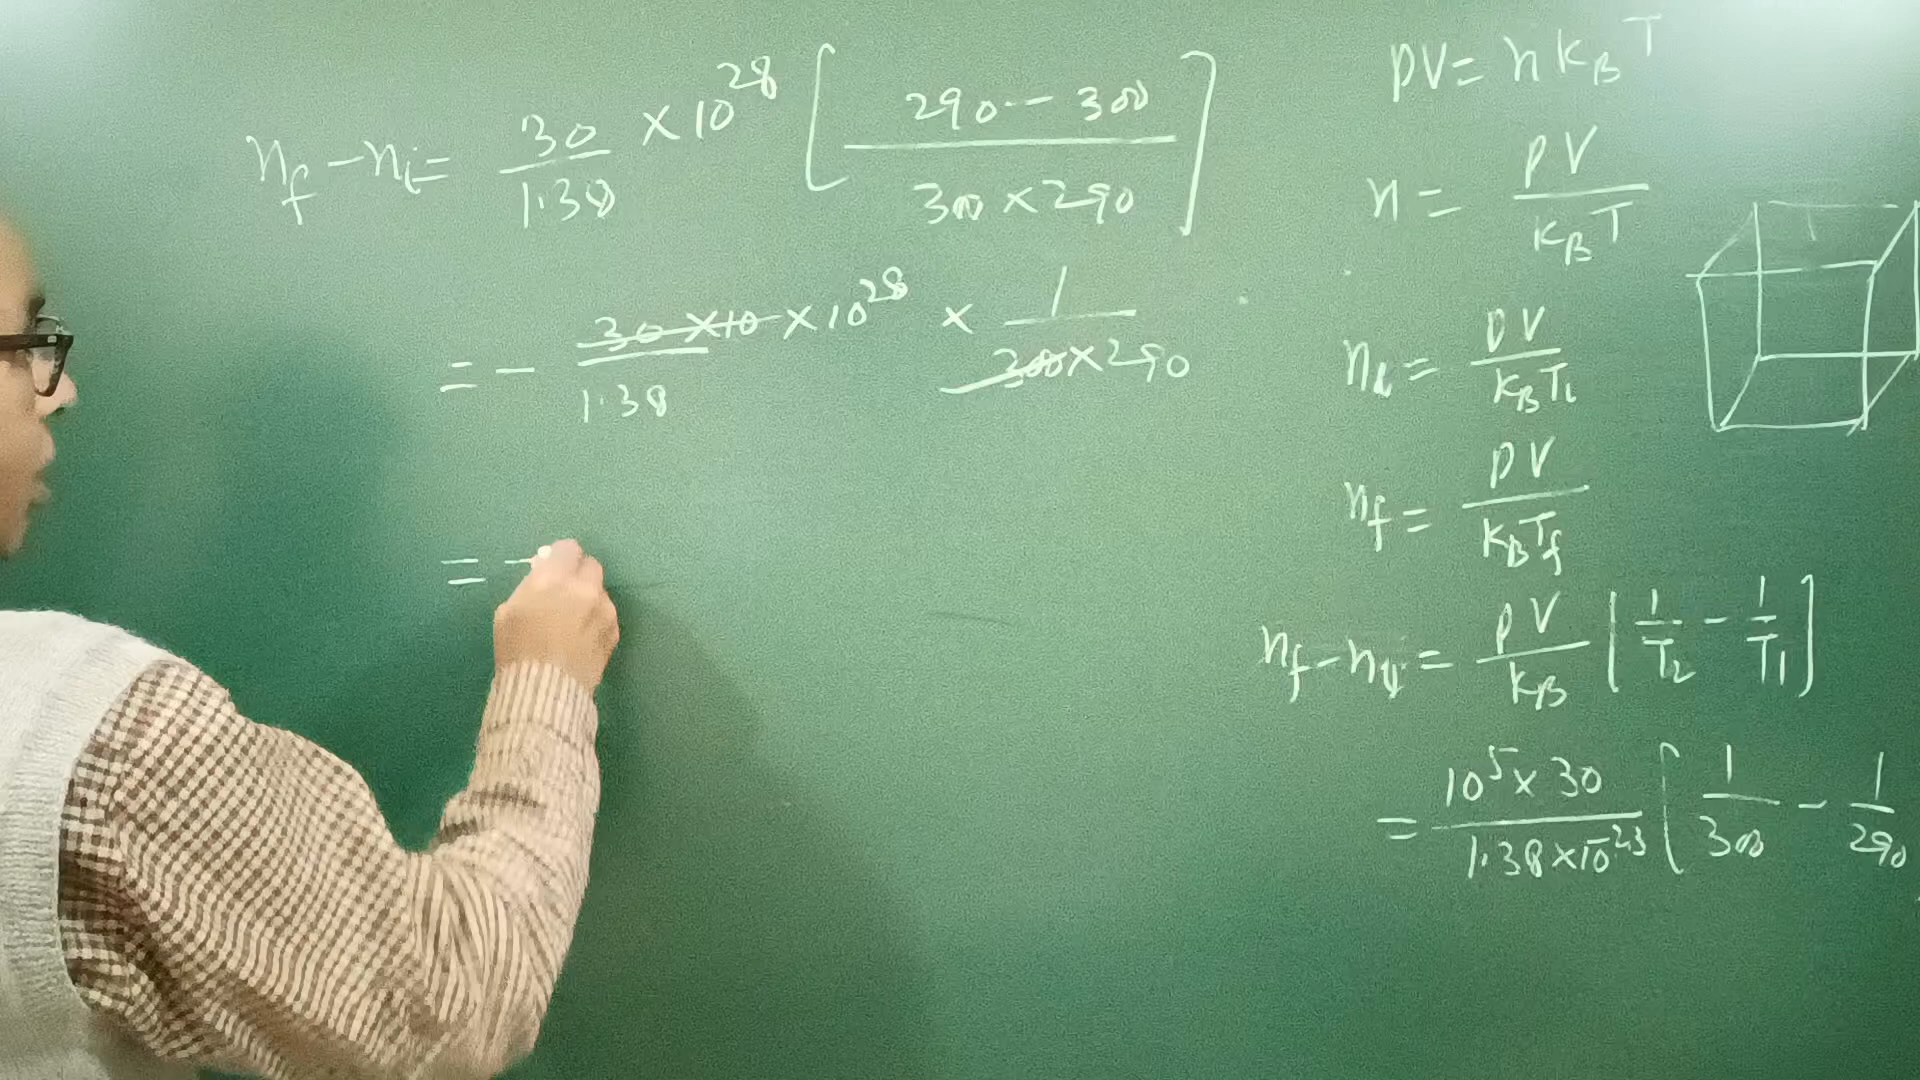 n_f - n_i = 30/1.38 × 10^28 [ (290 - 300)/(300 × 290) ]
= - (30 × 10)/1.38 × 10^28 × 1/(300 × 290)
= -
PV = n k_B T
n = PV/(k_B T)
n_i = PV/(k_B T_i)
n_f = PV/(k_B T_f)
n_f - n_i = PV/k_B [ 1/T_2 - 1/T_1 ]
= (10^5 × 30)/(1.38 × 10^-23) [ 1/300 - 1/290